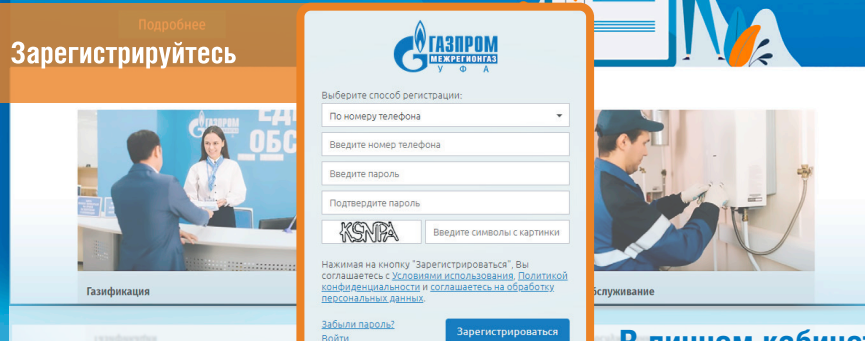 Подробнее
Зарегистрируйтесь
ГАЗПРОМ
МЕЖРЕГИОНГАЗ
УФА
Выберите способ регистрации:
По номеру телефона
Введите номер телефона
Введите пароль
Подтвердите пароль
KSNPA
Введите символы с картинки
Нажимая на кнопку "Зарегистрироваться", Вы
соглашаетесь с Условиями использования, Политикой
конфиденциальности и соглашаетесь на обработку
персональных данных.
Забыли пароль?
Зарегистрироваться
Войти
ГАЗПРОМ
ОБС
Газификация
бслуживание
В личном кабинет